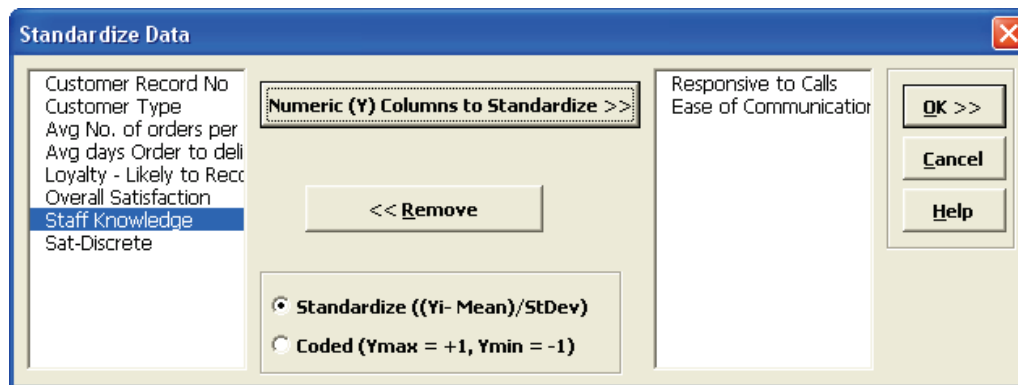 Standardize Data
Customer Record No
Customer Type
Avg No. of orders per
Avg days Order to deli
Loyalty - Likely to Recc
Overall Satisfaction
Staff Knowledge
Sat-Discrete
Numeric (Y) Columns to Standardize >>
<< Remove
Standardize ((Yi- Mean)/StDev)
Coded (Ymax = +1, Ymin = -1)
Responsive to Calls
Ease of Communication
OK >>
Cancel
Help